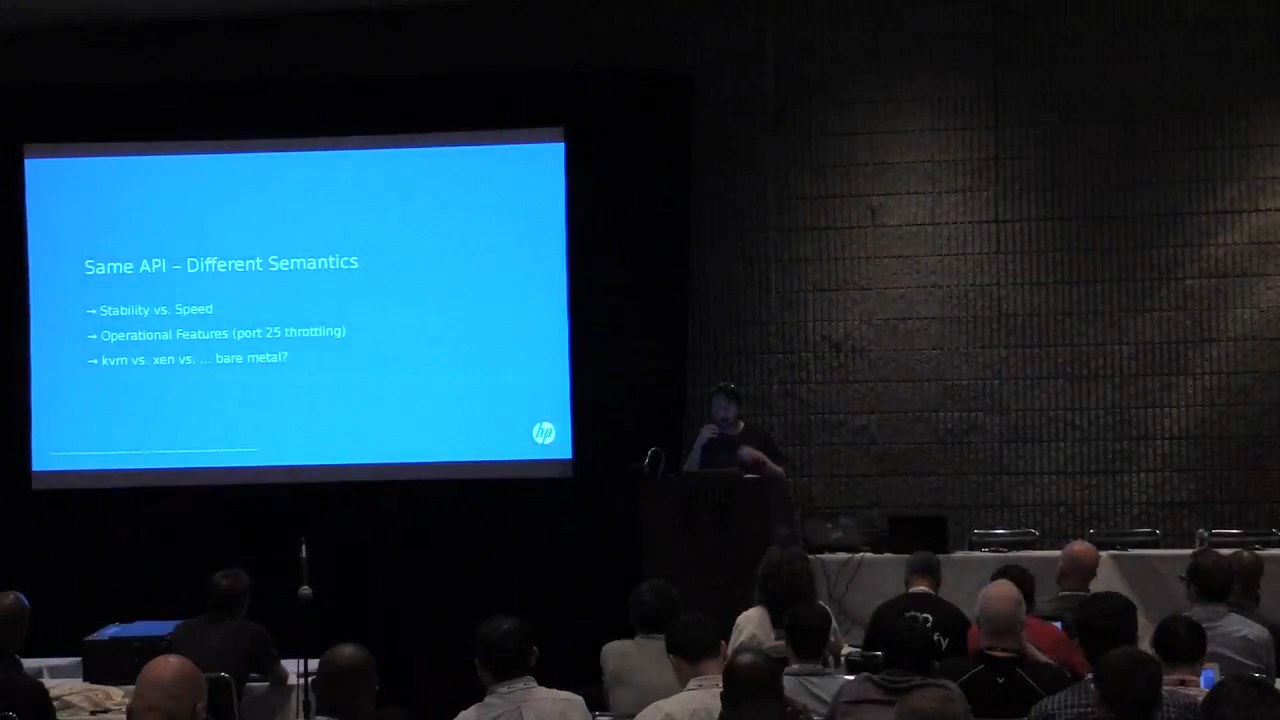 Same API – Different Semantics
→ Stability vs. Speed
→ Operational Features (port 25 throttling)
→ kvm vs. xen vs. ... bare metal?
hp